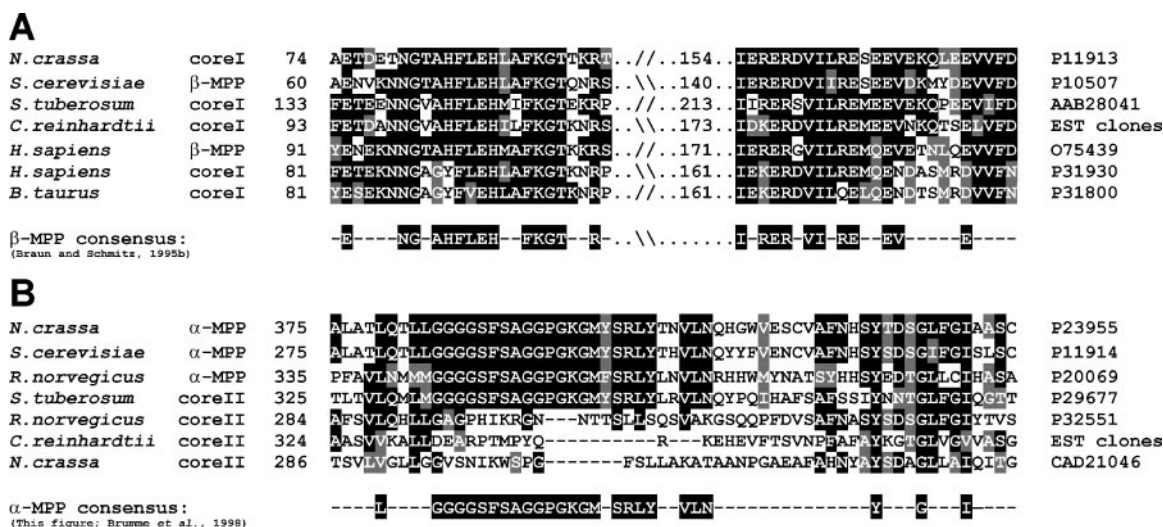 A
N.crassa coreI 74 AETDETNGTAHFLEHLAFKGTTKRT..//..154..IERERDVILRESEEVEKQLEEVVFD P11913
S.cerevisiae β-MPP 60 AENVKNNGTAHFLEHLAFKGTQNRS..\\..140..IERERDVIIRESEEVDKMYDEVVFD P10507
S.tuberosum coreI 133 FETEENNGVAHFLEHMIFKGTEKRP..//..213..IIRERSVILREMEEVEKQPEEVIFD AAB28041
C.reinhardtii coreI 93 FETDANNGVAHFLEHILFKGTKNRS..\\..173..IDKERDVILREMEEVNKQTSELVFD EST clones
H.sapiens β-MPP 91 YENEKNNGTAHFLEHMAFKGTKKRS..\\..171..IERERGVILREMQEVETNLQEVVFD O75439
H.sapiens coreI 81 FETEKNNGAGYFLEHLAFKGTKNRP..\\..161..IEKERDVILREMQENDASMRDVVFN P31930
B.taurus coreI 81 YESEKNNGAGYFVEHLAFKGTKNRP..//..161..IEKERDVILQELQENDTSMRDVVFN P31800
β-MPP consensus: -E----NG-AHFLEH--FKGT--R-..\\.......I-RER-VI-RE--EV----E----
(Braun and Schmitz, 1995b)
B
N.crassa α-MPP 375 ALATLQTLLGGGGSFSAGGPGKGMYSRLYTNVLNQHGWVESCVAFNHSYTDSGLFGIAASC P23955
S.cerevisiae α-MPP 275 ALATLQTLLGGGGSFSAGGPGKGMYSRLYTHVLNQYYFVENCVAFNHSYSDSGIFGISLSC P11914
R.norvegicus α-MPP 335 PFAVLNMMMGGGGSFSAGGPGKGMFSRLYLNVLNRHHWMYNATSYHHSYEDTGLLCIHASA P20069
S.tuberosum coreII 325 TLTVLQMLMGGGGSFSAGGPGKGMYSRLYLRVLNQYPQIHAFSAFSSIYNNTGLFGIQGTT P29677
R.norvegicus coreII 284 AFSVLQHLLGAGPHIKRGN---NTTSLLSQSVAKGSQQPFDVSAFNASYSDSGLFGIYTVS P32551
C.reinhardtii coreII 324 AASVVKALLDEARPTMPYQ----------R---KEHEVFTSVNPFAFAYKGTGLVGVVASG EST clones
N.crassa coreII 286 TSVLVGLLGGVSNIKWSPG---------FSLLAKATAANPGAEAFAHNYAYSDAGLLAIQITG CAD21046
α-MPP consensus: ----L----GGGGSFSAGGPGKGM-SRLY--VLN--------------Y---G---I----
(This figure; Brumme et al., 1998)